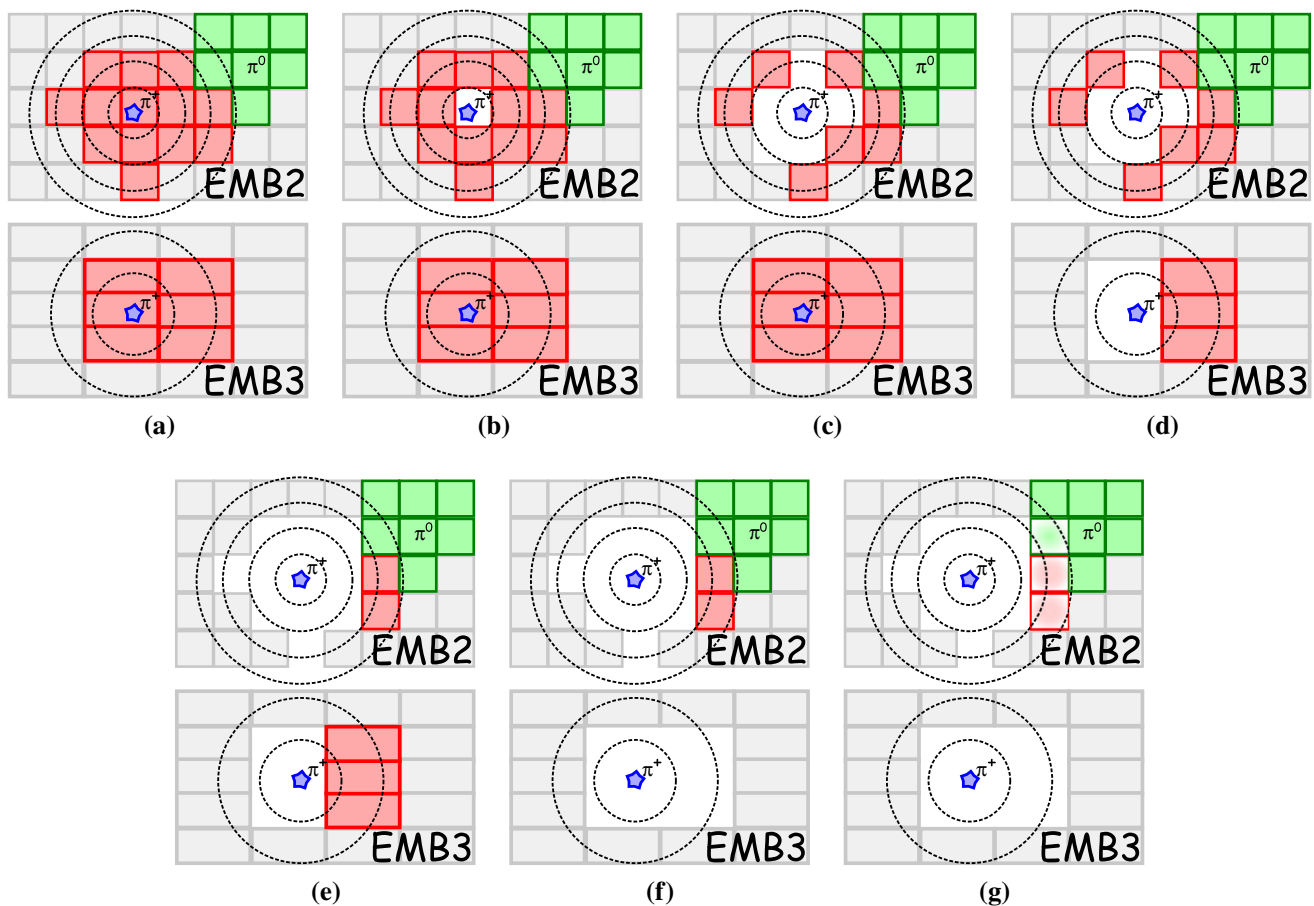 π⁰ π⁰ π⁰ π⁰
π⁺ π⁺ π⁺ π⁺
EMB2 EMB2 EMB2 EMB2
π⁺ π⁺ π⁺ π⁺
EMB3 EMB3 EMB3 EMB3
(a) (b) (c) (d)
π⁰ π⁰ π⁰
π⁺ π⁺ π⁺
EMB2 EMB2 EMB2
π⁺ π⁺ π⁺
EMB3 EMB3 EMB3
(e) (f) (g)